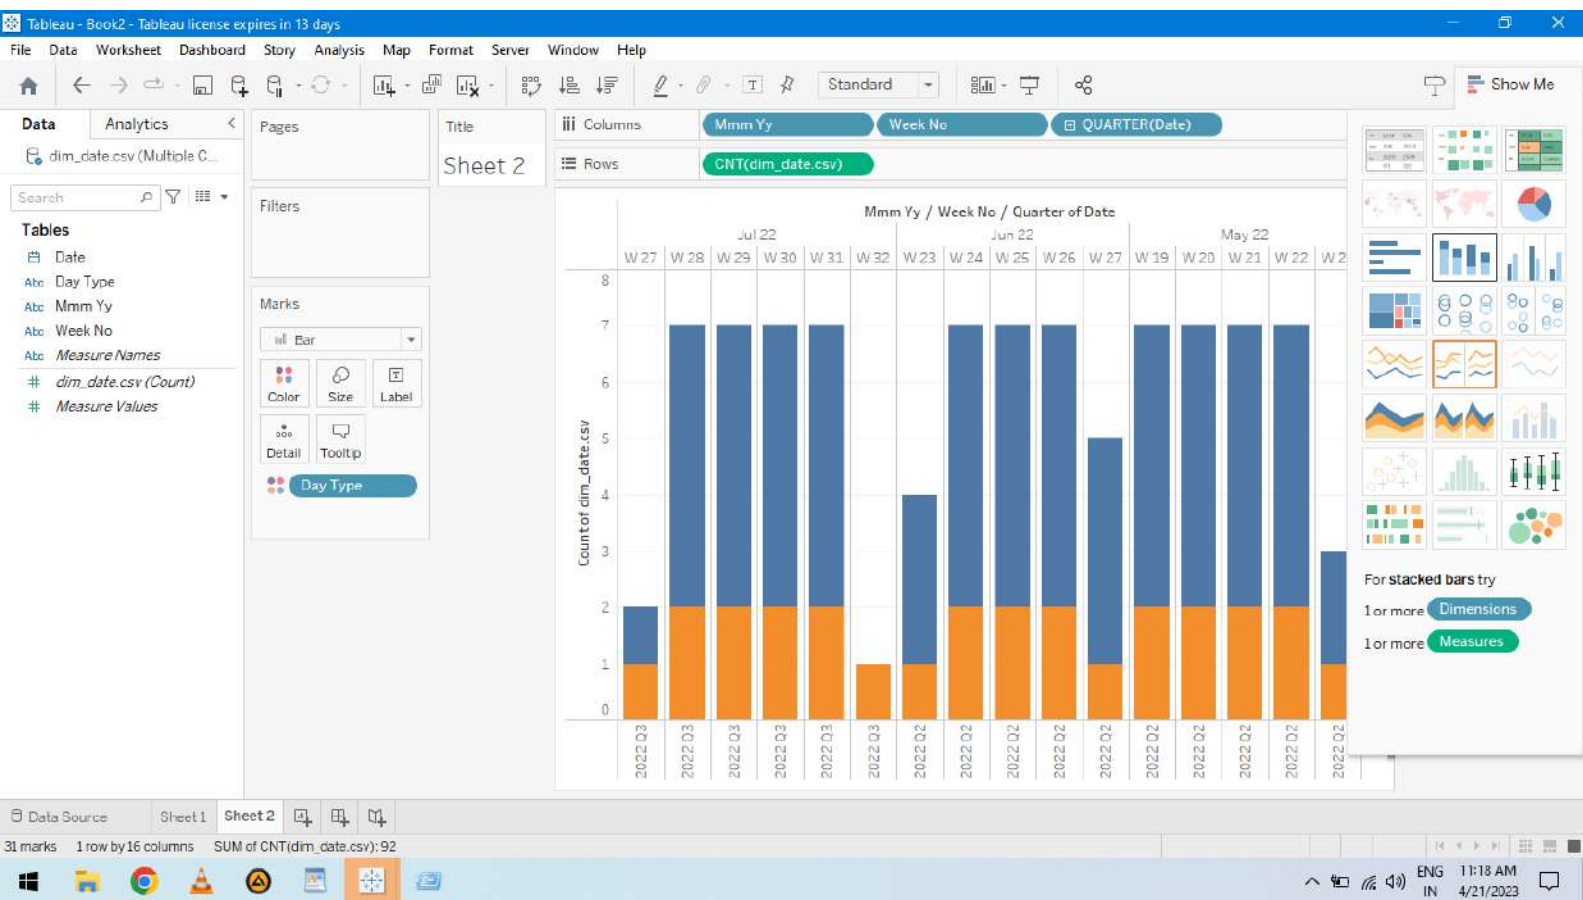 Tableau - Book2 - Tableau license expires in 13 days
File Data Worksheet Dashboard Story Analysis Map Format Server Window Help
Standard
Show Me
Data Analytics
dim_date.csv (Multiple C...
Search
Tables
Date
Abc Day Type
Abc Mmm Yy
Abc Week No
Abc Measure Names
# dim_date.csv (Count)
# Measure Values
Pages
Filters
Marks
Bar
Color Size Label
Detail Tooltip
Day Type
Title
Sheet 2
Columns Mmm Yy Week No QUARTER(Date)
Rows CNT(dim_date.csv)
Mmm Yy / Week No / Quarter of Date
Jul 22 Jun 22 May 22
W 27 W 28 W 29 W 30 W 31 W 32 W 23 W 24 W 25 W 26 W 27 W 19 W 20 W 21 W 22 W 2
8
7
6
5
4
3
2
1
0
Count of dim_date.csv
2022 Q3 2022 Q3 2022 Q3 2022 Q3 2022 Q3 2022 Q3 2022 Q2 2022 Q2 2022 Q2 2022 Q2 2022 Q2 2022 Q2 2022 Q2 2022 Q2 2022 Q2 2022 Q2
For stacked bars try
1 or more Dimensions
1 or more Measures
Data Source Sheet 1 Sheet 2
31 marks 1 row by 16 columns SUM of CNT(dim_date.csv): 92
ENG 11:18 AM
IN 4/21/2023